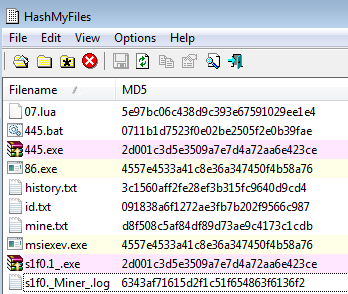 HashMyFiles
File Edit View Options Help
Filename / MD5
07.lua 5e97bc06c438d9c393e67591029ee1e4
445.bat 0711b1d7523f0e02be2505f2e0b39fae
445.exe 2d001c3d5e3509a7e7d4a72aa6e423ce
86.exe 4557e4533a41c8e36a347450f4b58a76
history.txt 3c1560aff2fe28ef3b315fc9640d9cd4
id.txt 091838a6f1272ae3fb7b202f9566c987
mine.txt d8f508c5af84df89d73ae9c4173c1cdb
msiexev.exe 4557e4533a41c8e36a347450f4b58a76
s1f0.1_.exe 2d001c3d5e3509a7e7d4a72aa6e423ce
s1f0._Miner_.log 6343af71615d2f1c51f654863f6136f2